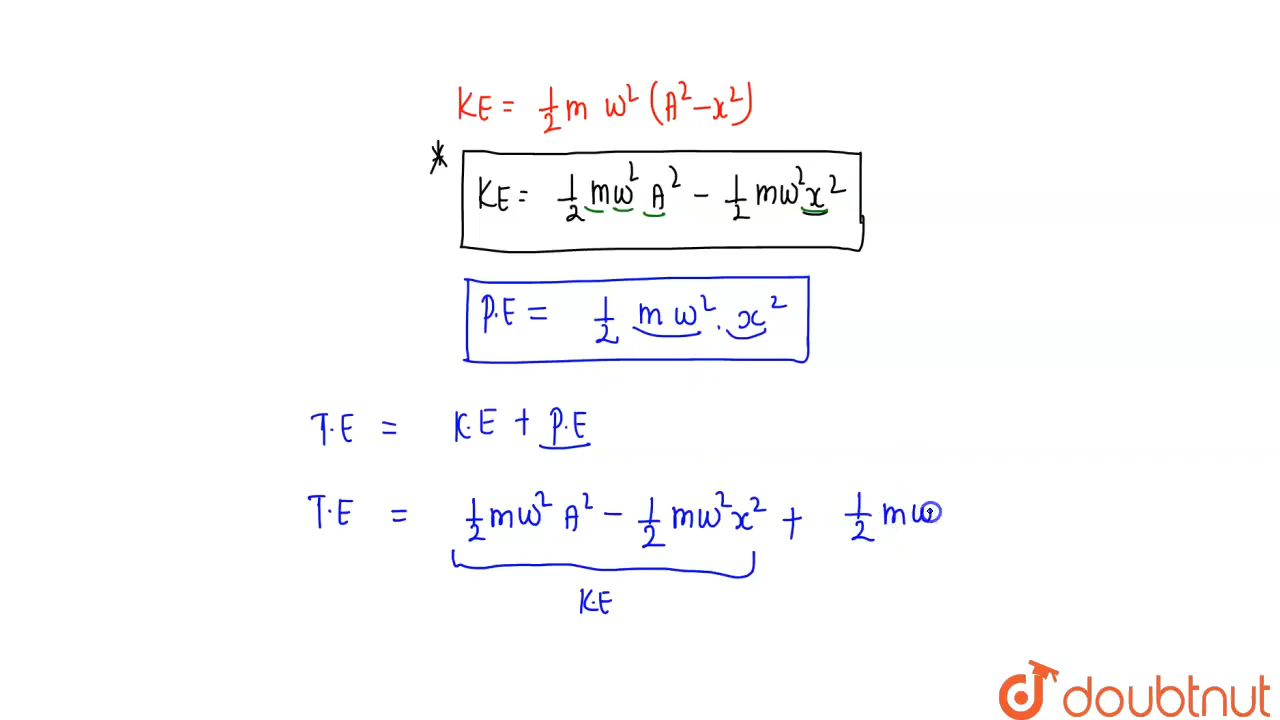 KE = 1/2 m ω² (A² − x²)
* KE = 1/2 mω² A² − 1/2 mω² x²
P.E = 1/2 m ω² . x²
T.E = K.E + P.E
T.E = 1/2 mω² A² − 1/2 mω² x² + 1/2 mω
K.E
doubtnut